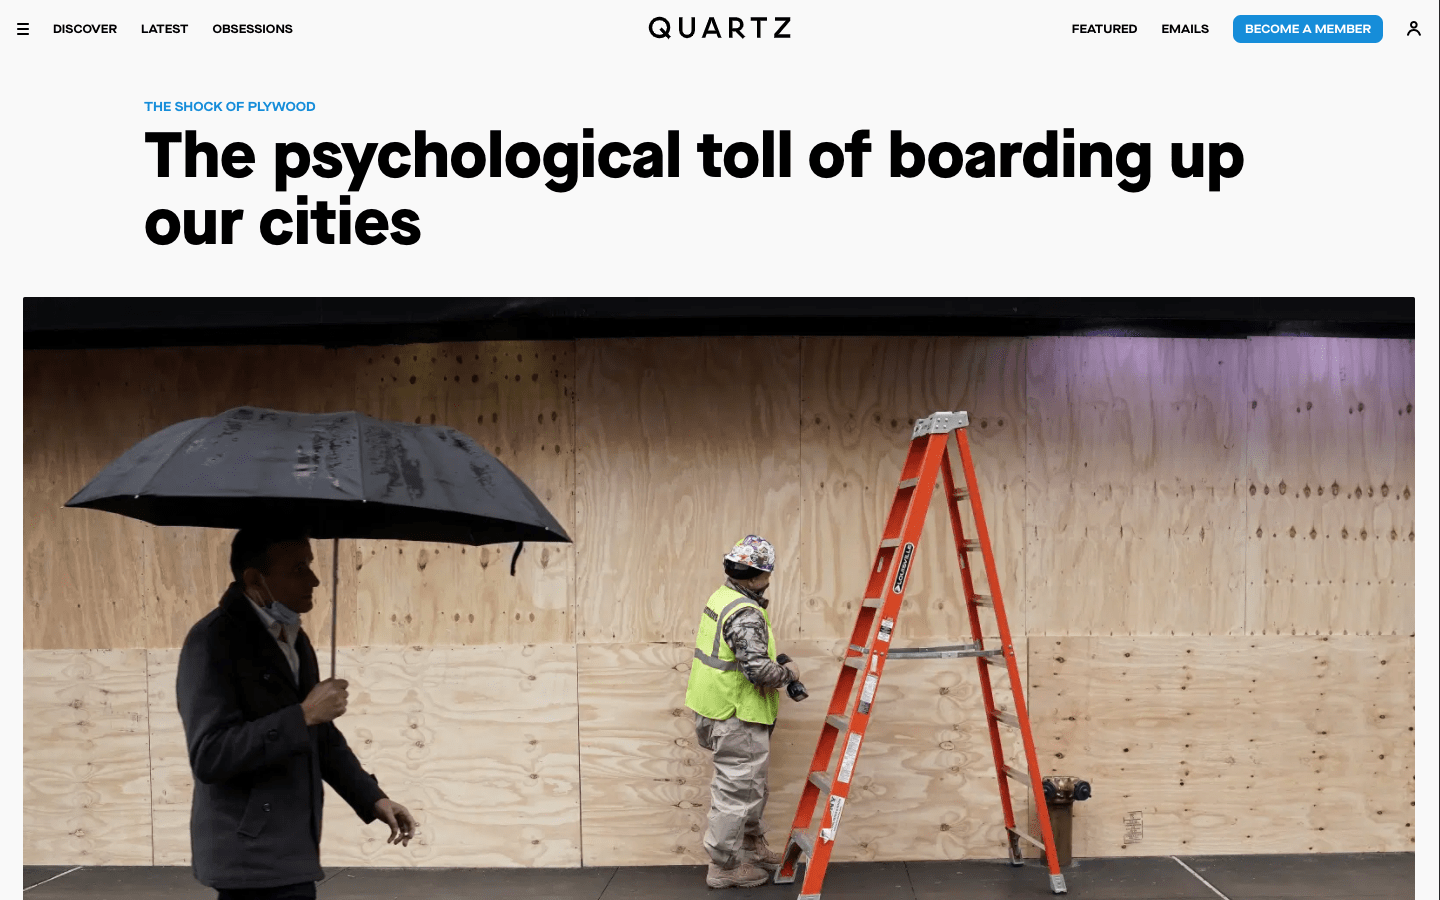 DISCOVER LATEST OBSESSIONS QUARTZ FEATURED EMAILS BECOME A MEMBER
THE SHOCK OF PLYWOOD
The psychological toll of boarding up
our cities
LOUISVILLE